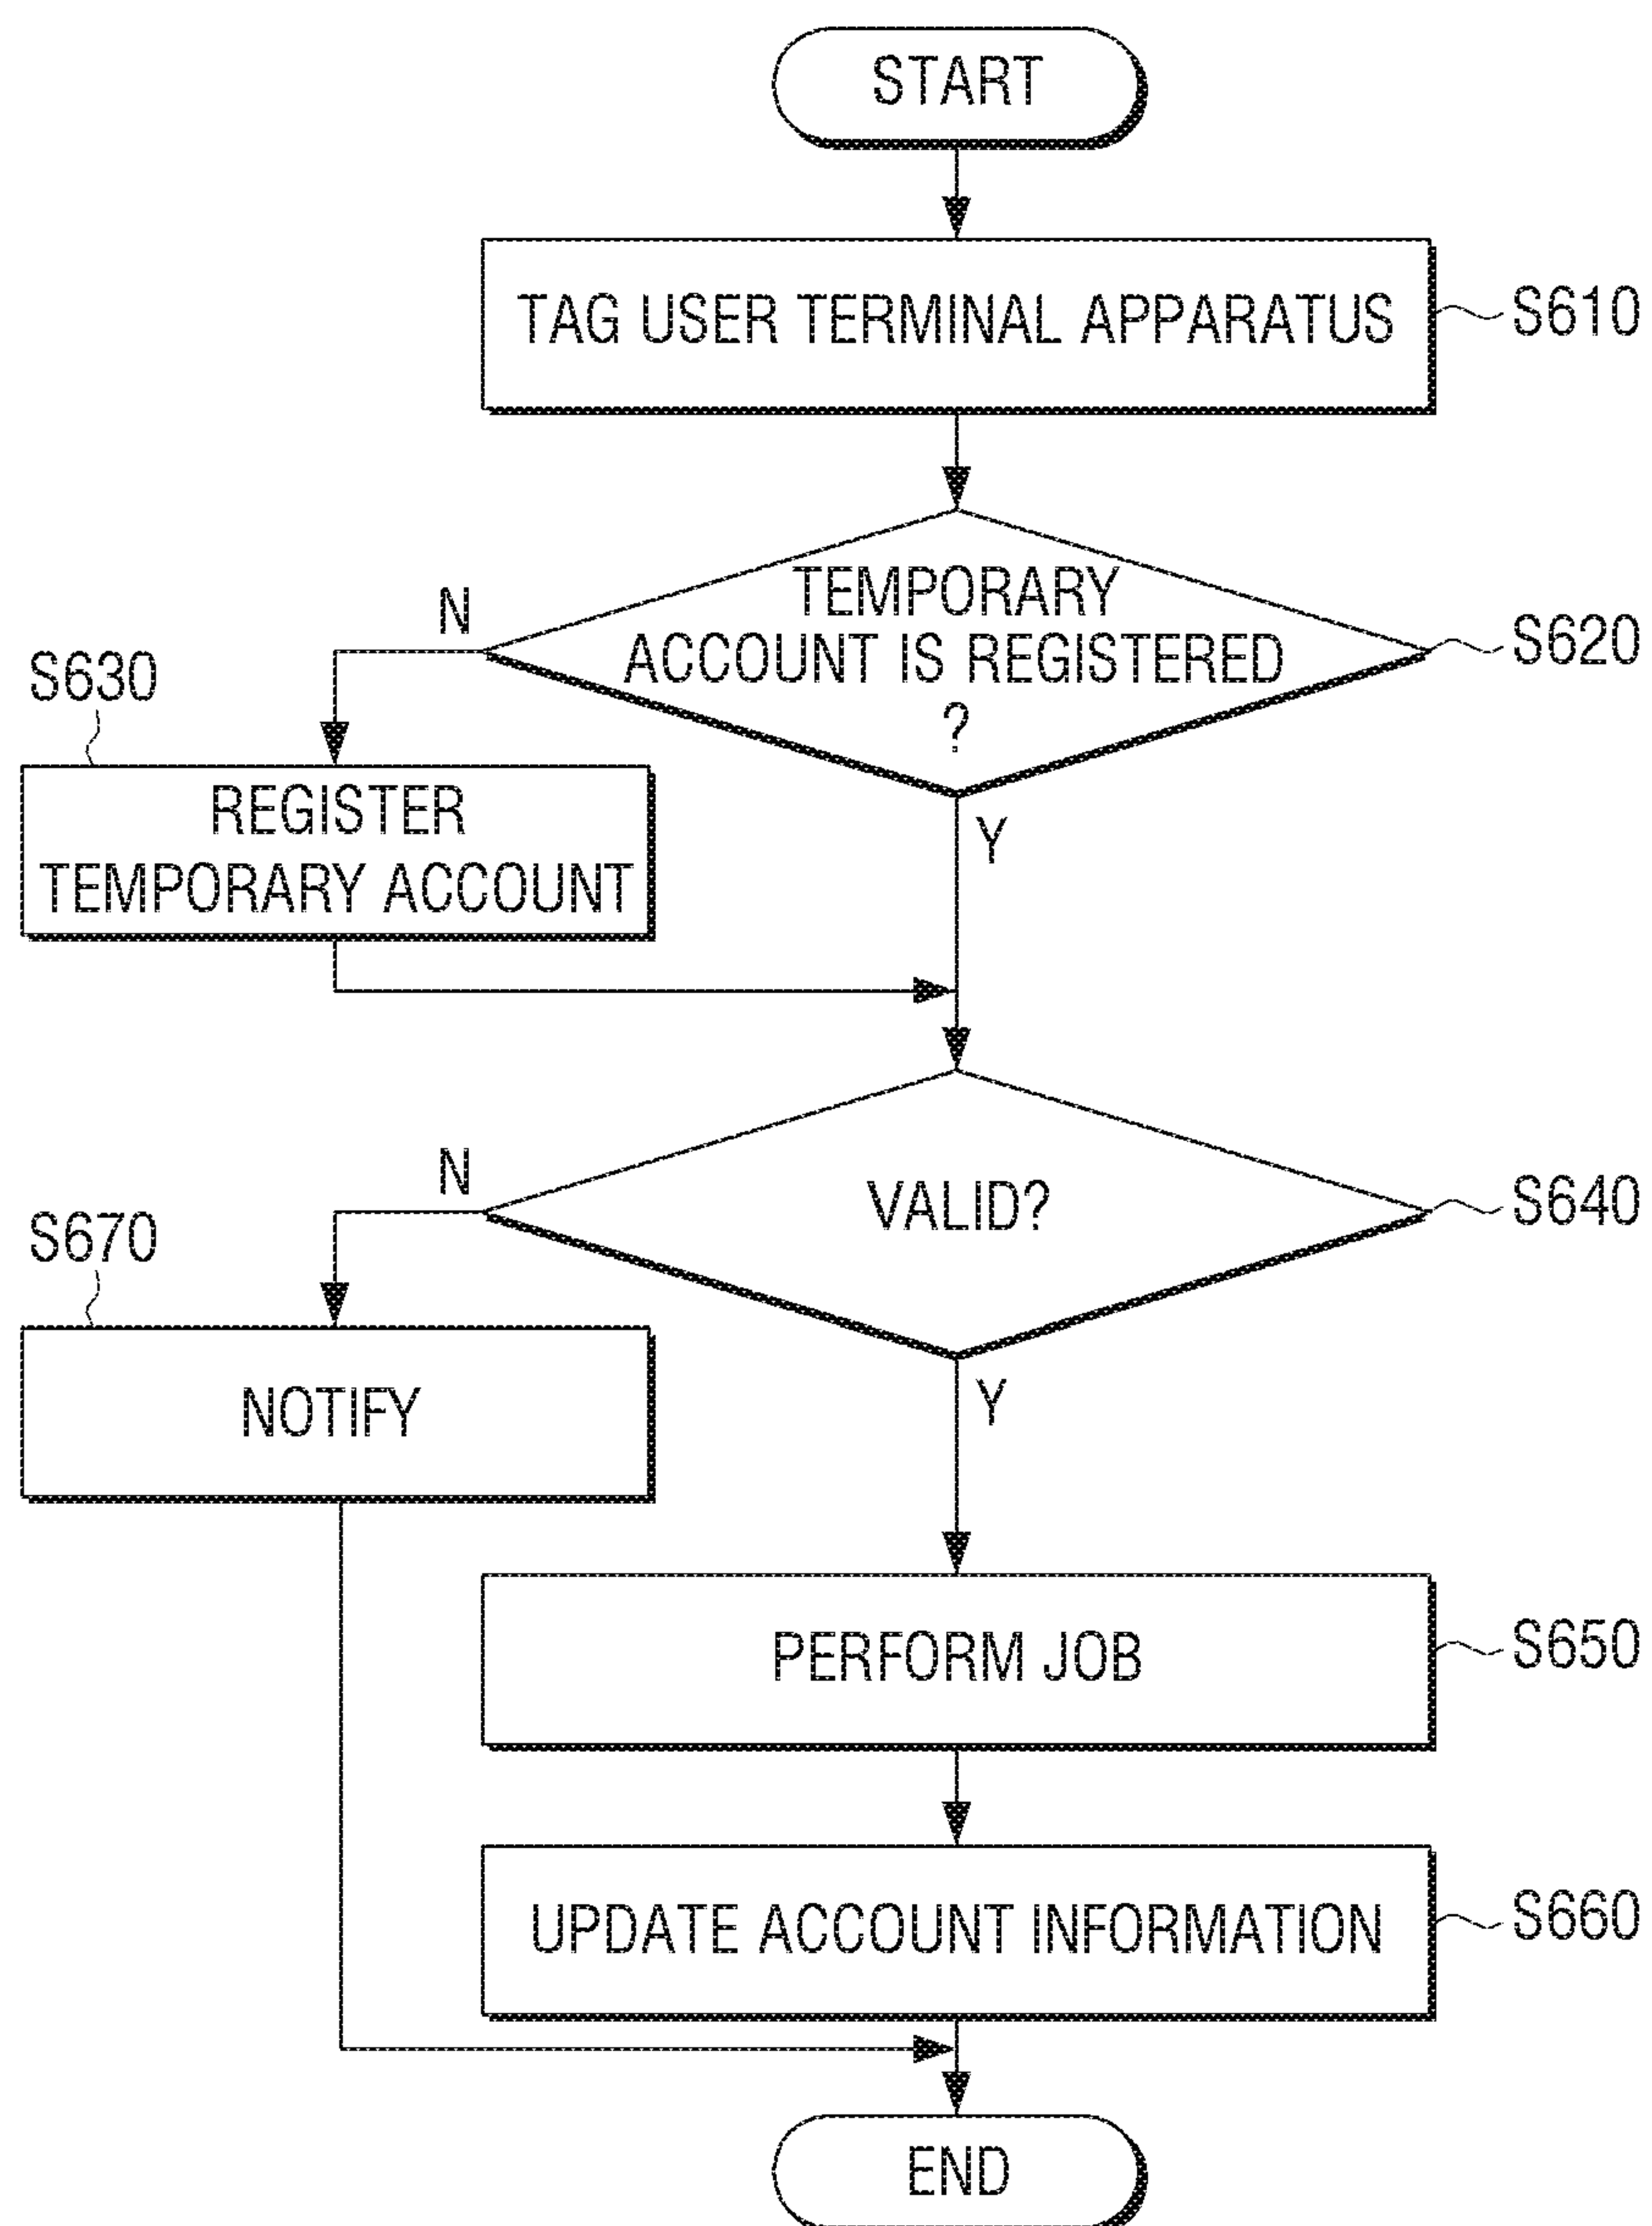 START
TAG USER TERMINAL APPARATUS
S610
TEMPORARY
ACCOUNT IS REGISTERED
?
S620
N
S630
REGISTER
TEMPORARY ACCOUNT
Y
VALID?
S640
N
S670
NOTIFY
Y
PERFORM JOB
S650
UPDATE ACCOUNT INFORMATION
S660
END